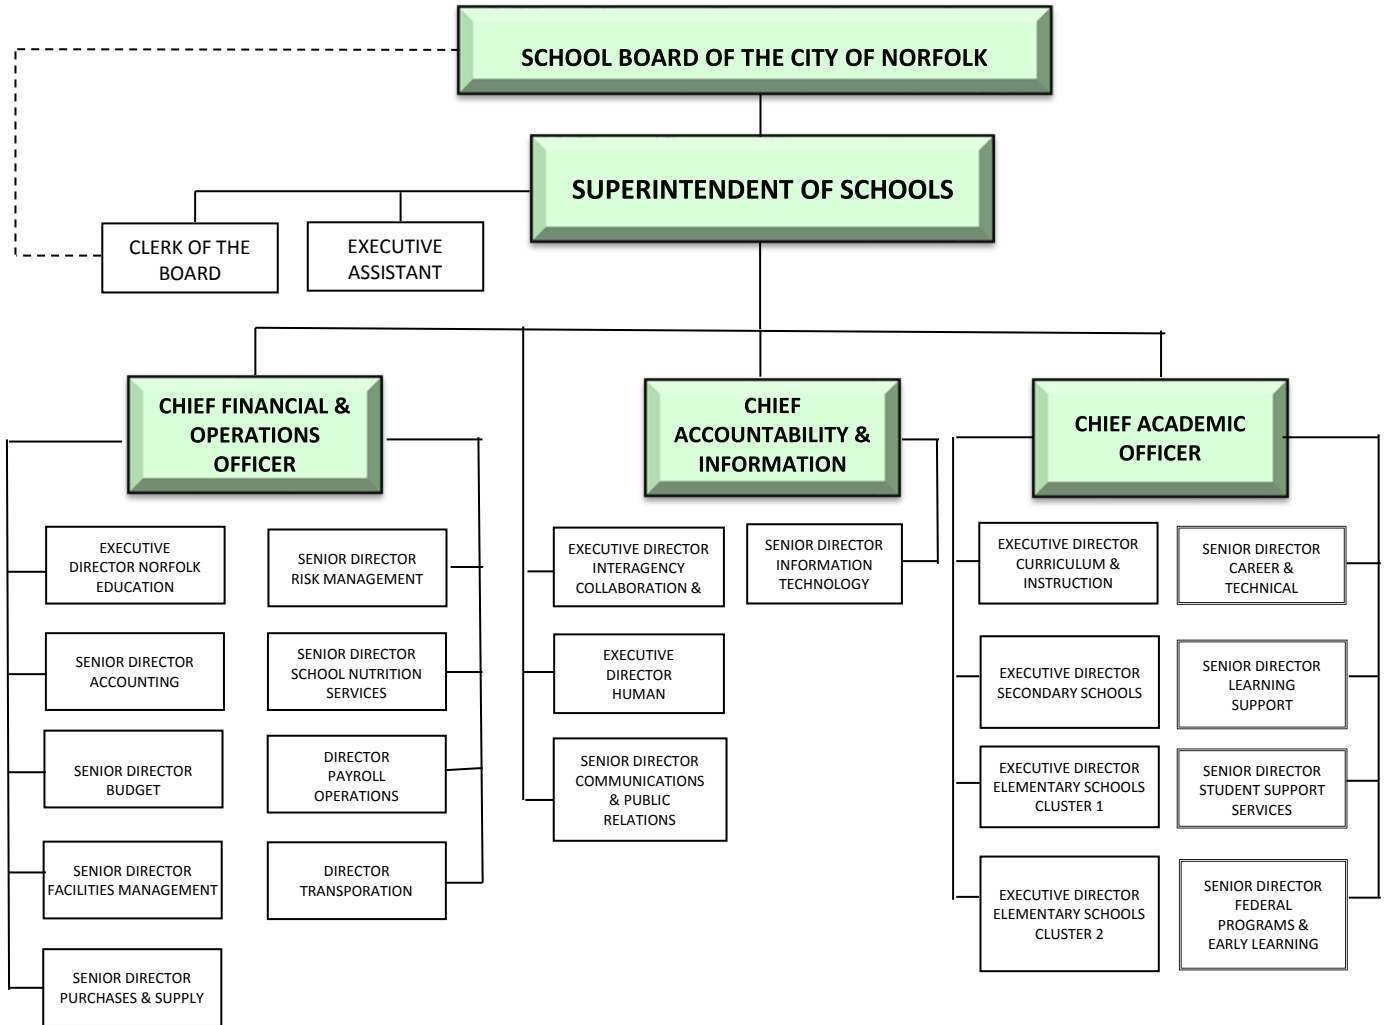 SCHOOL BOARD OF THE CITY OF NORFOLK
SUPERINTENDENT OF SCHOOLS
CLERK OF THE
BOARD
EXECUTIVE
ASSISTANT
CHIEF FINANCIAL &
OPERATIONS
OFFICER
CHIEF
ACCOUNTABILITY &
INFORMATION
CHIEF ACADEMIC
OFFICER
EXECUTIVE
DIRECTOR NORFOLK
EDUCATION
SENIOR DIRECTOR
RISK MANAGEMENT
SENIOR DIRECTOR
ACCOUNTING
SENIOR DIRECTOR
SCHOOL NUTRITION
SERVICES
SENIOR DIRECTOR
BUDGET
DIRECTOR
PAYROLL
OPERATIONS
SENIOR DIRECTOR
FACILITIES MANAGEMENT
DIRECTOR
TRANSPORATION
SENIOR DIRECTOR
PURCHASES & SUPPLY
EXECUTIVE DIRECTOR
INTERAGENCY
COLLABORATION &
EXECUTIVE
DIRECTOR
HUMAN
SENIOR DIRECTOR
COMMUNICATIONS
& PUBLIC
RELATIONS
SENIOR DIRECTOR
INFORMATION
TECHNOLOGY
EXECUTIVE DIRECTOR
CURRICULUM &
INSTRUCTION
SENIOR DIRECTOR
CAREER &
TECHNICAL
EXECUTIVE DIRECTOR
SECONDARY SCHOOLS
SENIOR DIRECTOR
LEARNING
SUPPORT
EXECUTIVE DIRECTOR
ELEMENTARY SCHOOLS
CLUSTER 1
SENIOR DIRECTOR
STUDENT SUPPORT
SERVICES
EXECUTIVE DIRECTOR
ELEMENTARY SCHOOLS
CLUSTER 2
SENIOR DIRECTOR
FEDERAL
PROGRAMS &
EARLY LEARNING